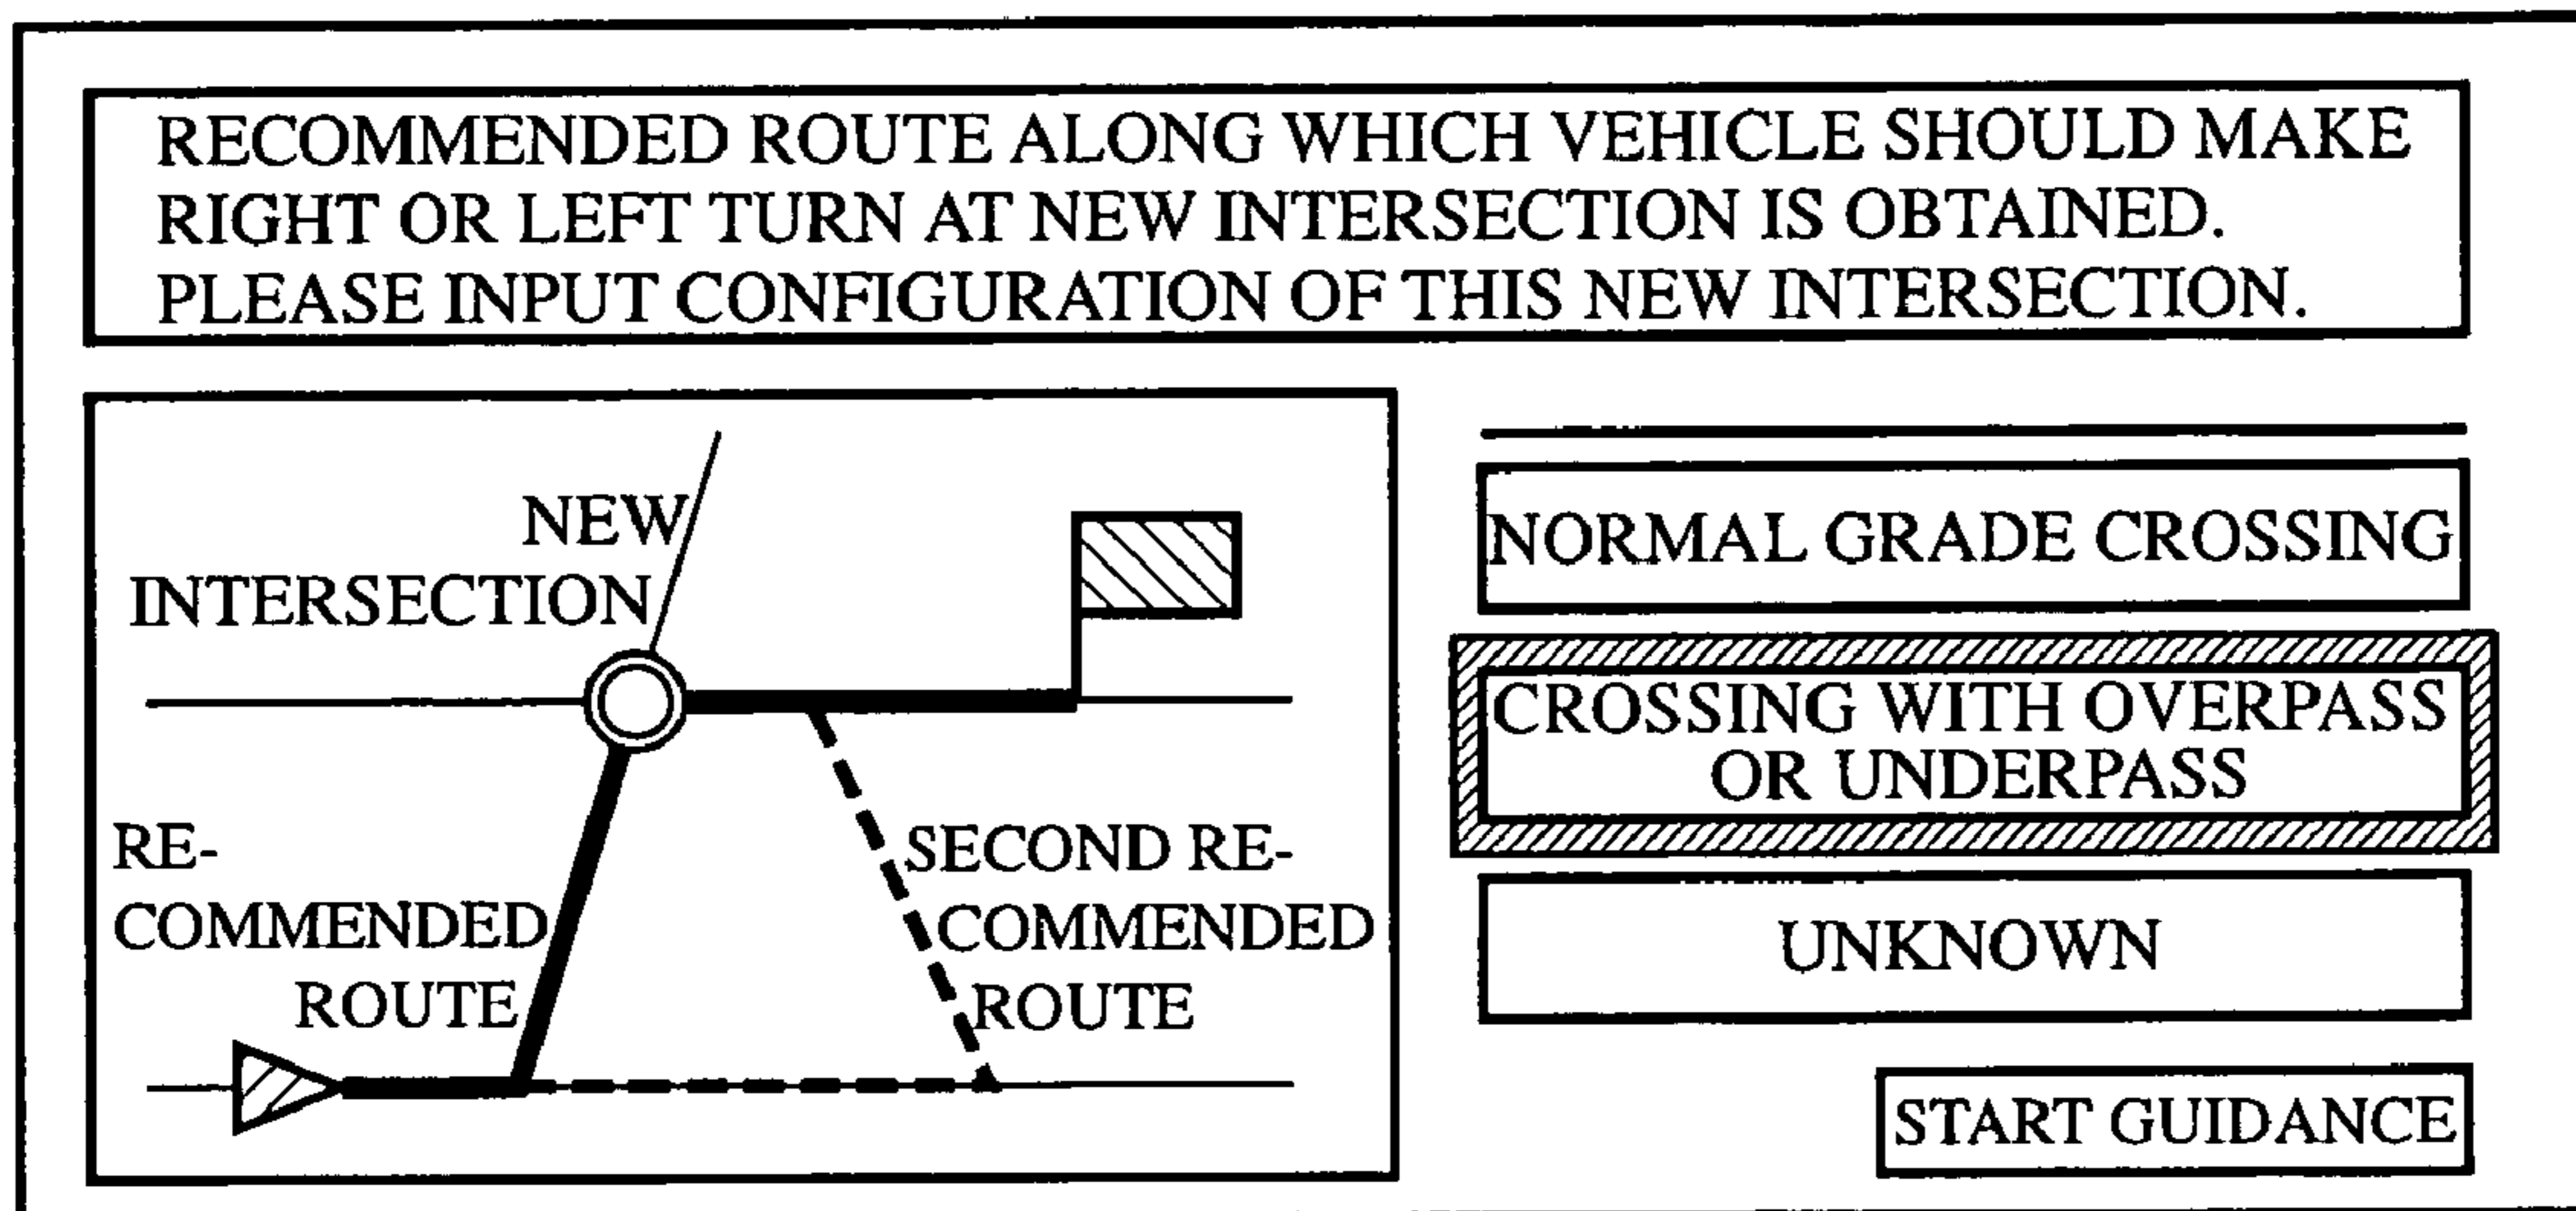 RECOMMENDED ROUTE ALONG WHICH VEHICLE SHOULD MAKE
RIGHT OR LEFT TURN AT NEW INTERSECTION IS OBTAINED.
PLEASE INPUT CONFIGURATION OF THIS NEW INTERSECTION.
NEW
INTERSECTION
RE-
COMMENDED
ROUTE
SECOND RE-
COMMENDED
ROUTE
NORMAL GRADE CROSSING
CROSSING WITH OVERPASS
OR UNDERPASS
UNKNOWN
START GUIDANCE